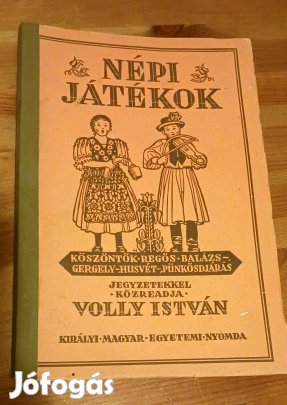 NÉPI
JÁTÉKOK
KÖSZÖNTŐK-REGÖS-BALÁZS-
GERGELY-HUSVÉT-PÜNKÖSDJÁRÁS
JEGYZETEKKEL
· KÖZREADJA ·
VOLLY ISTVÁN
KIRÁLYI · MAGYAR · EGYETEMI · NYOMDA
Jófogás